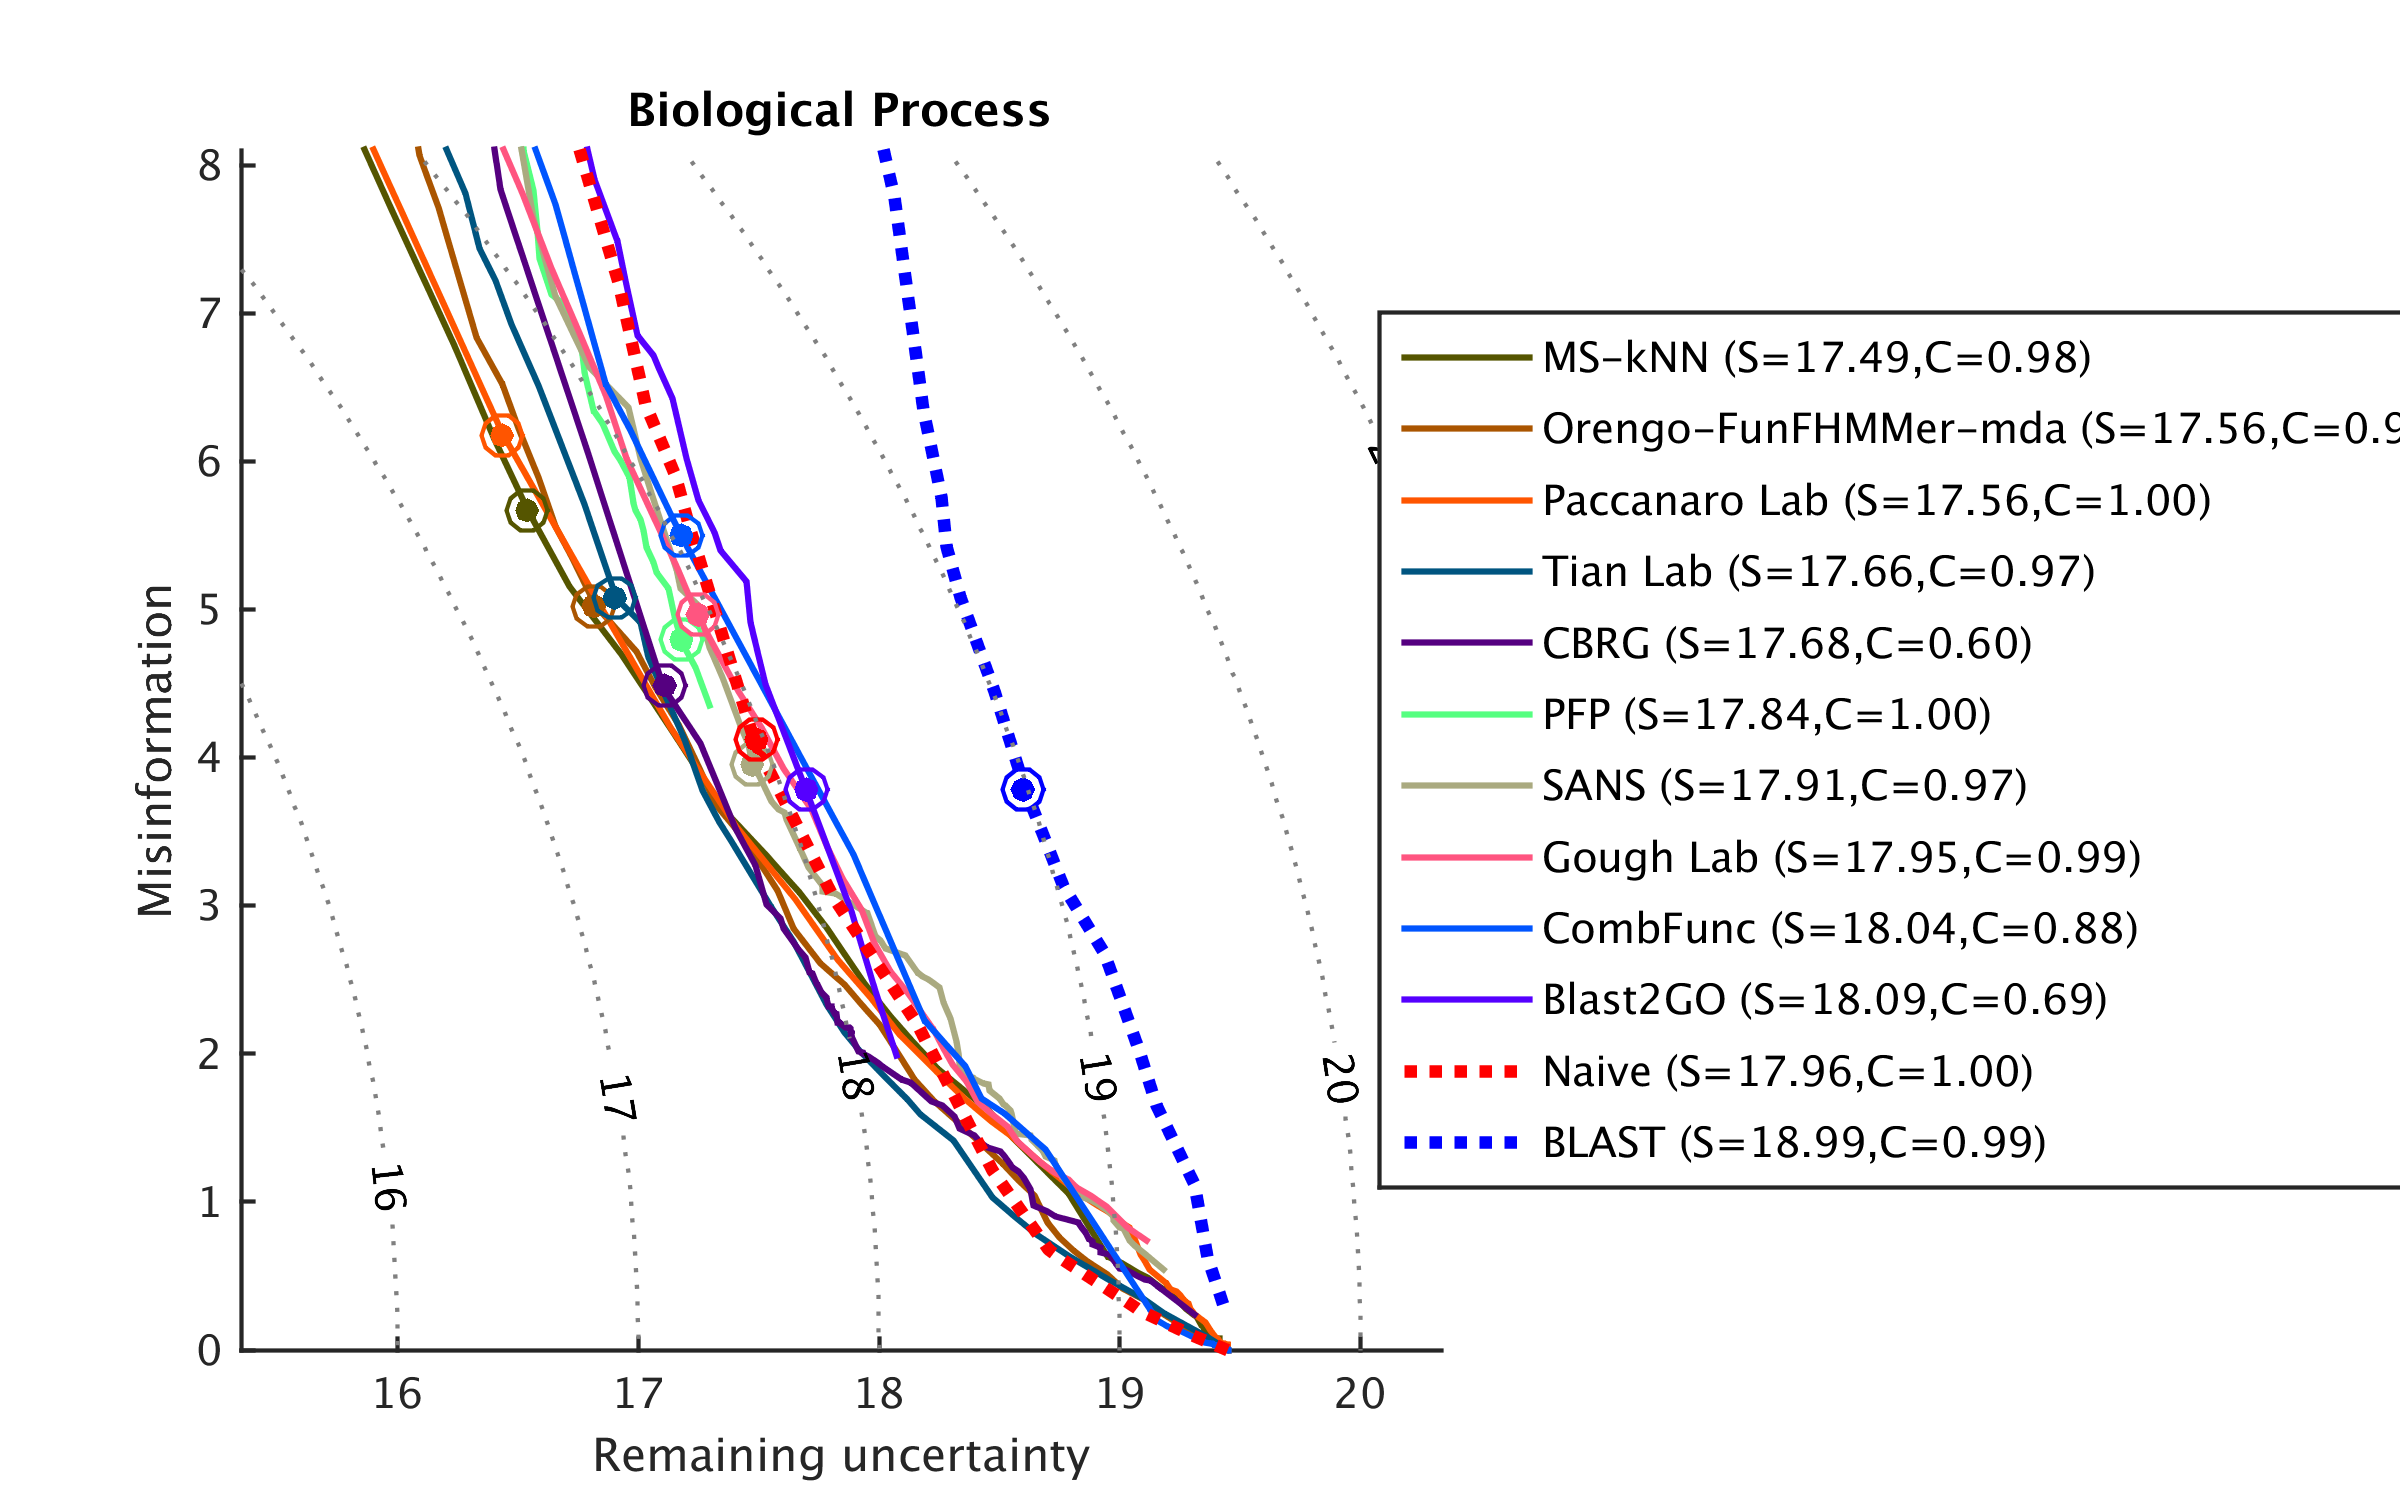 Biological Process
8
7
6
5
4
3
2
1
0
Misinformation
16
17
18
19
20
16
17
18
19
20
Remaining uncertainty
MS-kNN (S=17.49,C=0.98)
Orengo-FunFHMMer-mda (S=17.56,C=0.9
Paccanaro Lab (S=17.56,C=1.00)
Tian Lab (S=17.66,C=0.97)
CBRG (S=17.68,C=0.60)
PFP (S=17.84,C=1.00)
SANS (S=17.91,C=0.97)
Gough Lab (S=17.95,C=0.99)
CombFunc (S=18.04,C=0.88)
Blast2GO (S=18.09,C=0.69)
Naive (S=17.96,C=1.00)
BLAST (S=18.99,C=0.99)